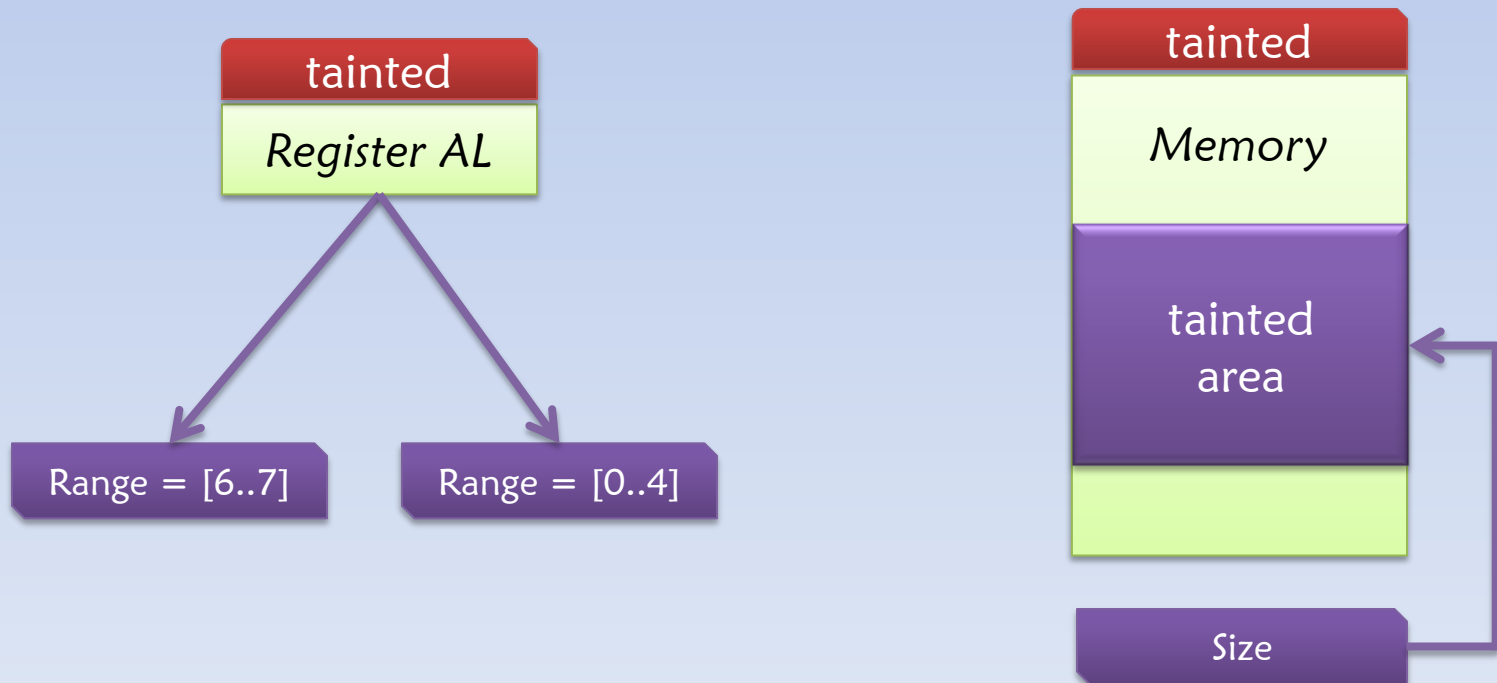 tainted
Register AL
Range = [6..7]
Range = [0..4]
tainted
Memory
tainted
area
Size